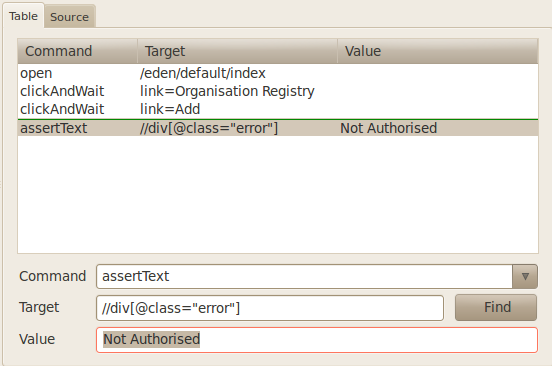 Table Source
Command Target Value
open /eden/default/index
clickAndWait link=Organisation Registry
clickAndWait link=Add
assertText //div[@class="error"] Not Authorised
Command assertText
Target //div[@class="error"] Find
Value Not Authorised